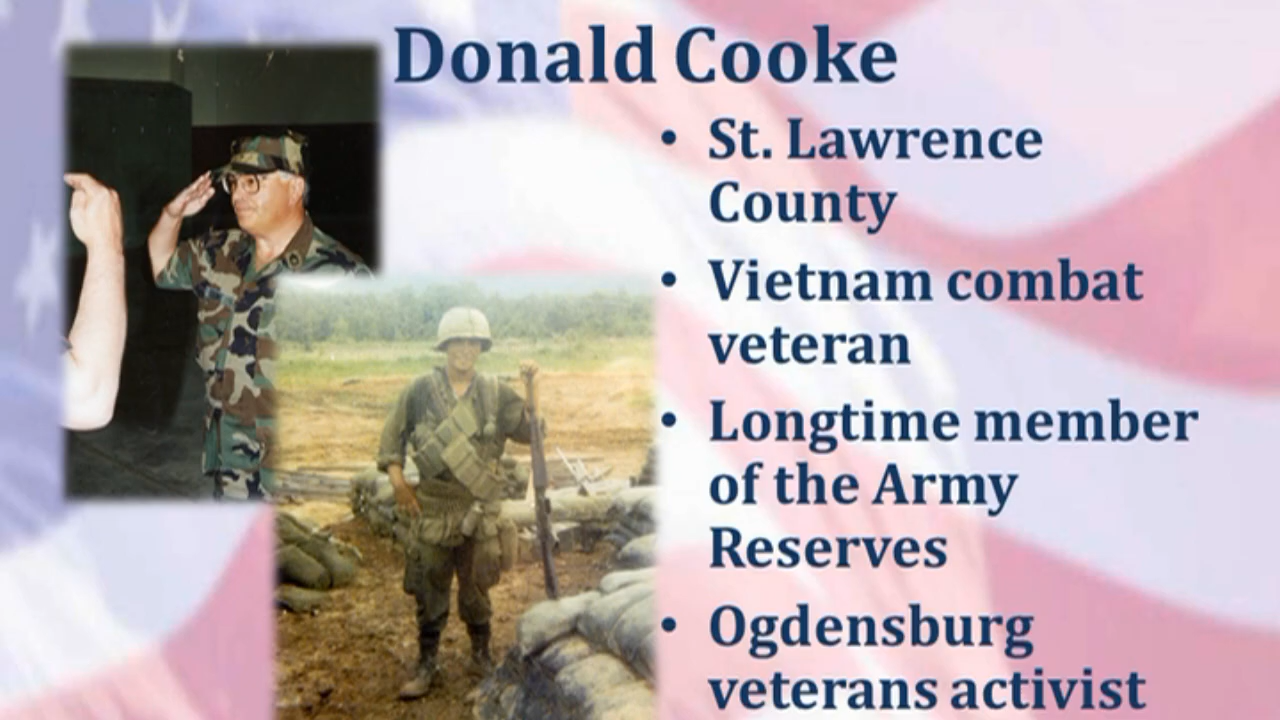 Donald Cooke
• St. Lawrence
County
• Vietnam combat
veteran
• Longtime member
of the Army
Reserves
• Ogdensburg
veterans activist